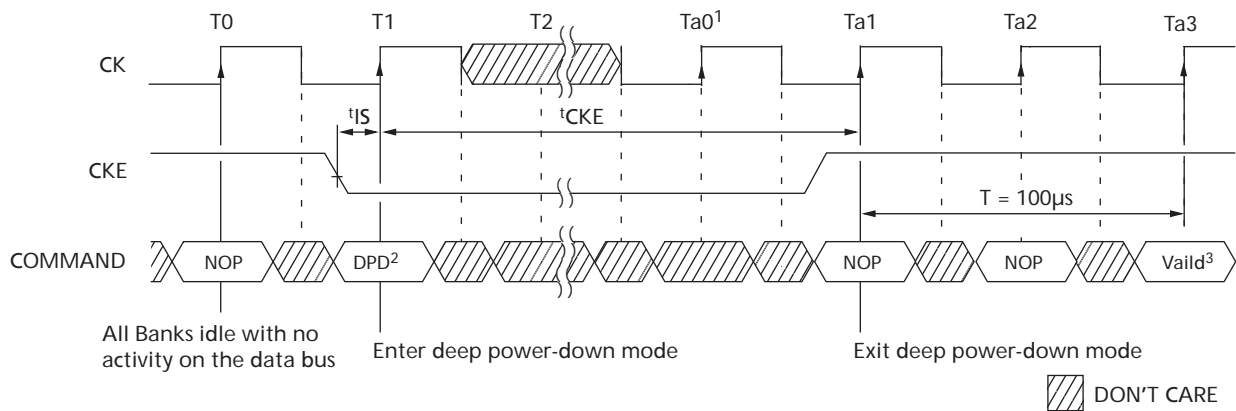 T0 T1 T2 Ta0¹ Ta1 Ta2 Ta3
CK
tIS tCKE
CKE
T = 100µs
COMMAND NOP DPD² NOP NOP Vaild³
All Banks idle with no
activity on the data bus
Enter deep power-down mode
Exit deep power-down mode
DON'T CARE